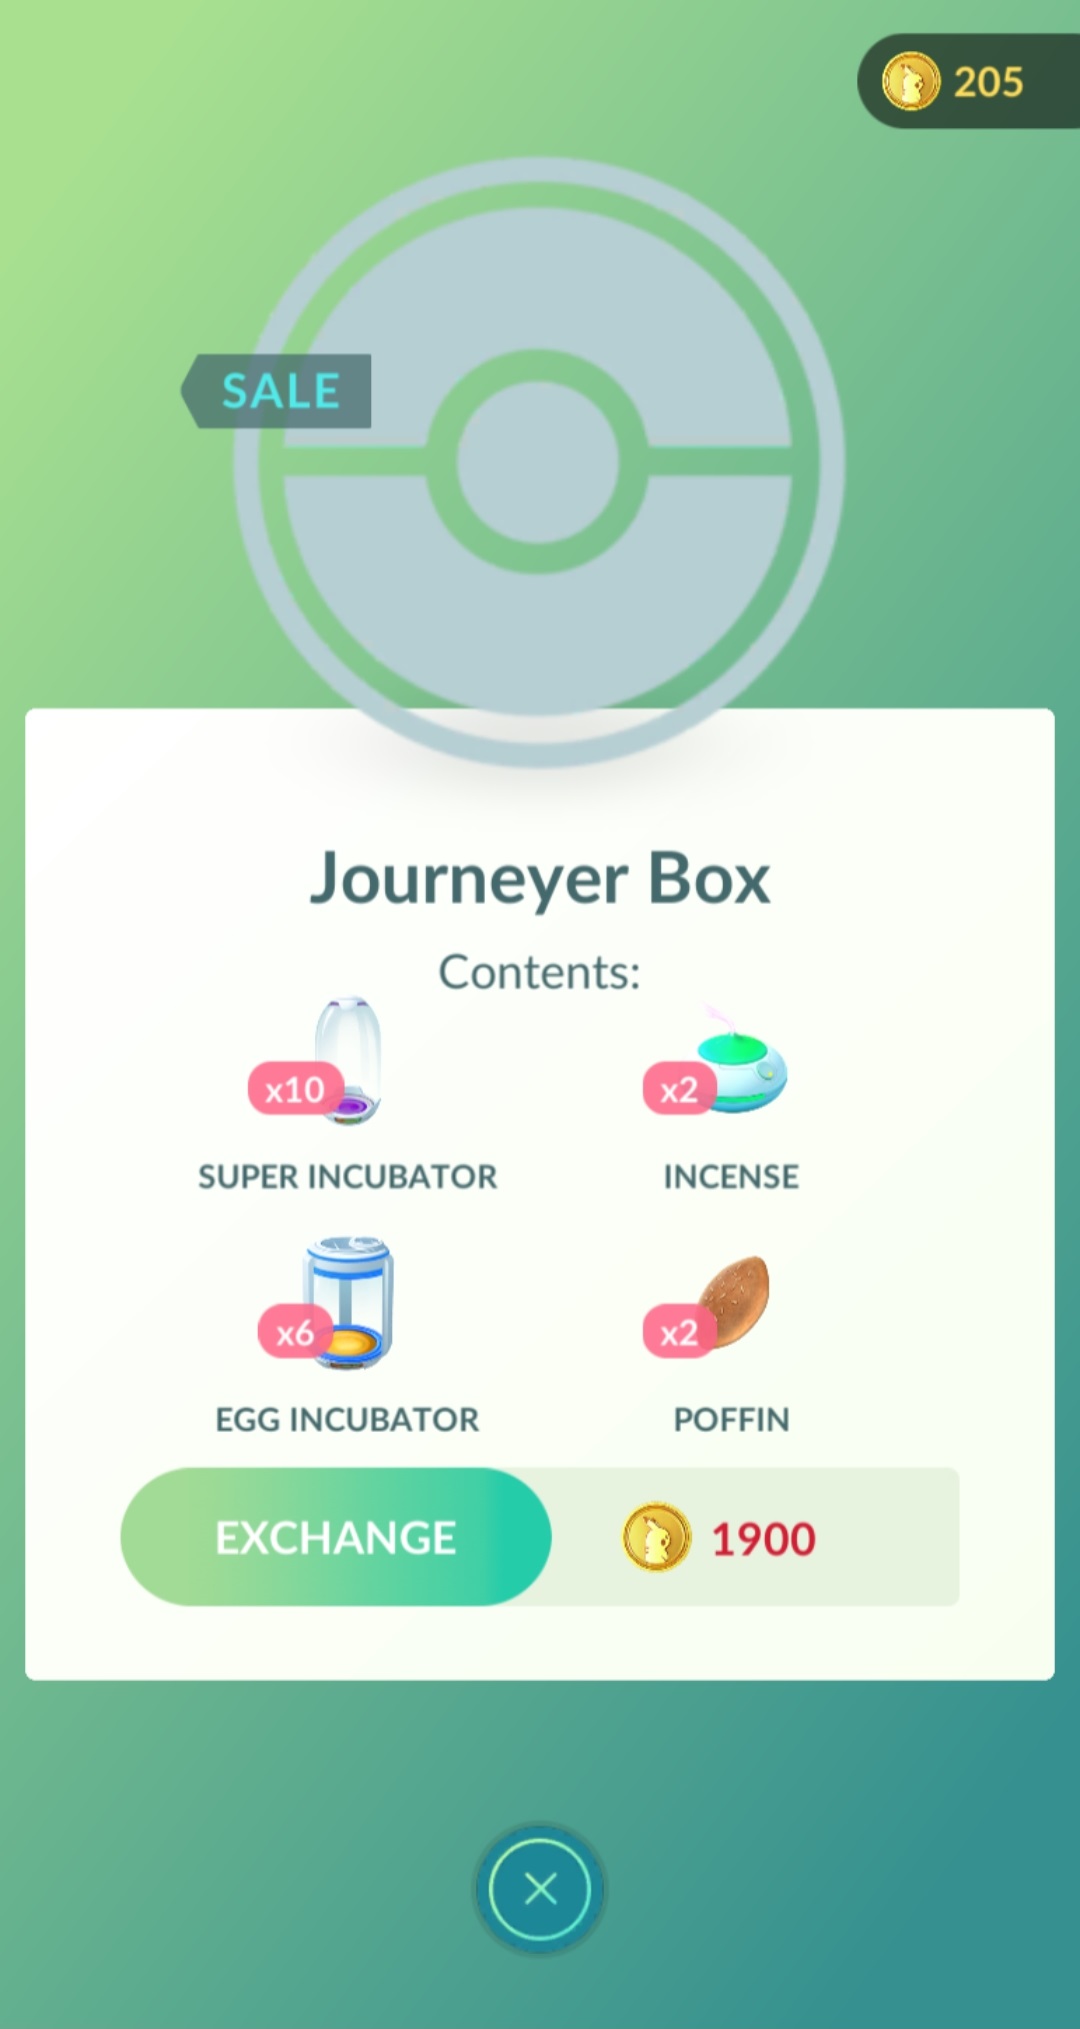 205
SALE
Journeyer Box
Contents:
x10
SUPER INCUBATOR
x2
INCENSE
x6
EGG INCUBATOR
x2
POFFIN
EXCHANGE
1900